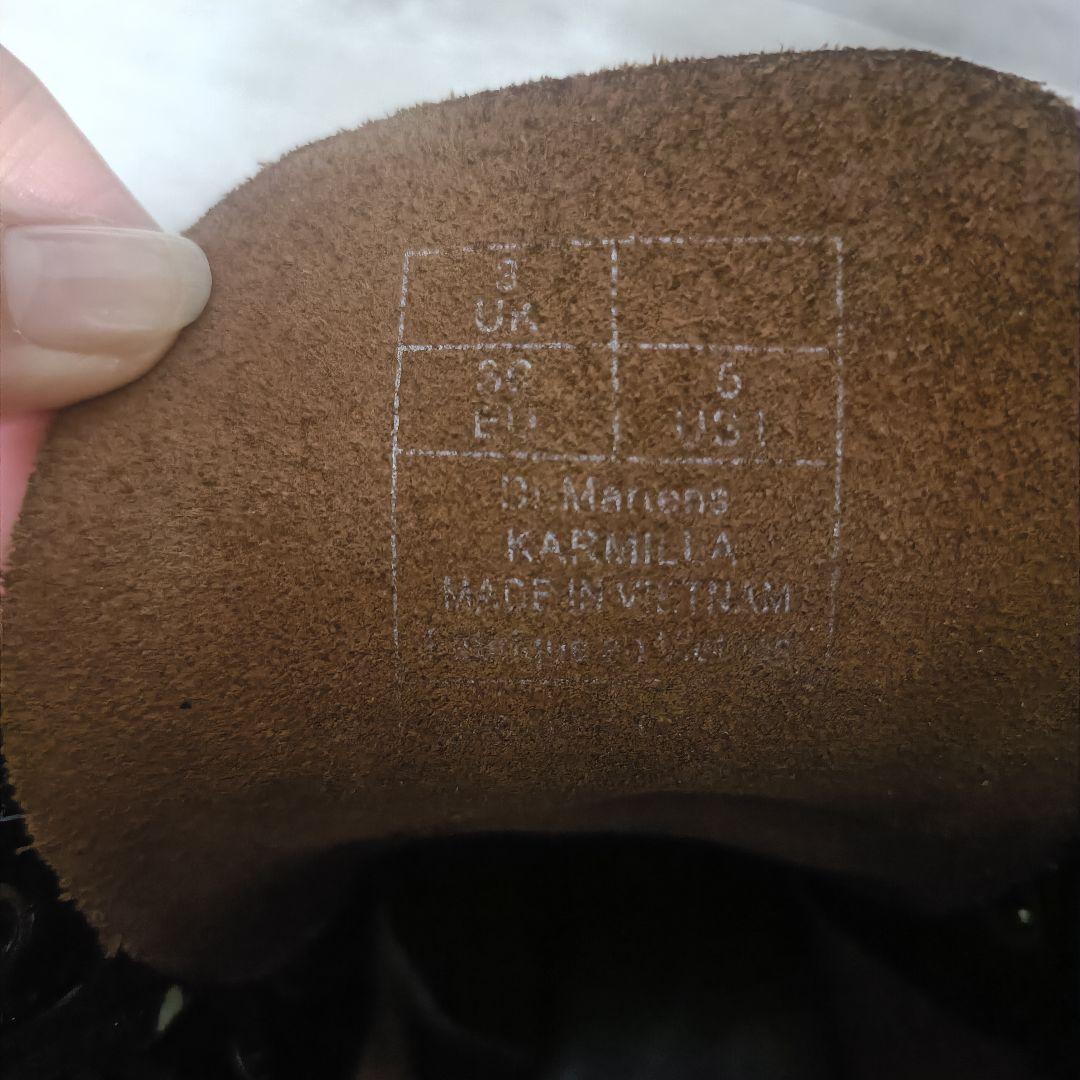 3
UK
36
EU
5
US L
Dr.Martens
KARMILLA
MADE IN VIETNAM